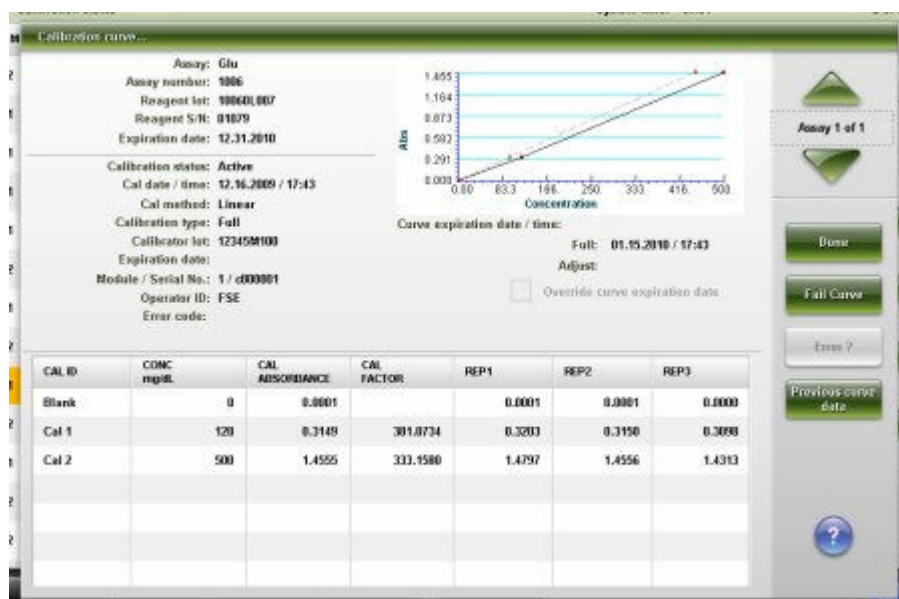 Calibration curve...
Assay: Glu
Assay number: 1006
Reagent lot: 10060L007
Reagent S/N: 01079
Expiration date: 12.31.2010
Calibration status: Active
Cal date / time: 12.16.2009 / 17:43
Cal method: Linear
Calibration type: Full
Calibrator lot: 12345M100
Expiration date:
Module / Serial No.: 1 / c000001
Operator ID: FSE
Error code:
Abs
1.455
1.164
0.873
0.582
0.291
0.000
0.00 83.3 166. 250. 333. 416. 500.
Concentration
Curve expiration date / time:
Full: 01.15.2010 / 17:43
Adjust:
Override curve expiration date
Assay 1 of 1
Done
Fail Curve
Error ?
Previous curve data
CAL ID CONC mg/dL CAL ABSORBANCE CAL FACTOR REP1 REP2 REP3
Blank 0 0.0001 0.0001 0.0001 0.0000
Cal 1 120 0.3149 381.0734 0.3203 0.3150 0.3098
Cal 2 500 1.4555 333.1580 1.4797 1.4556 1.4313
?